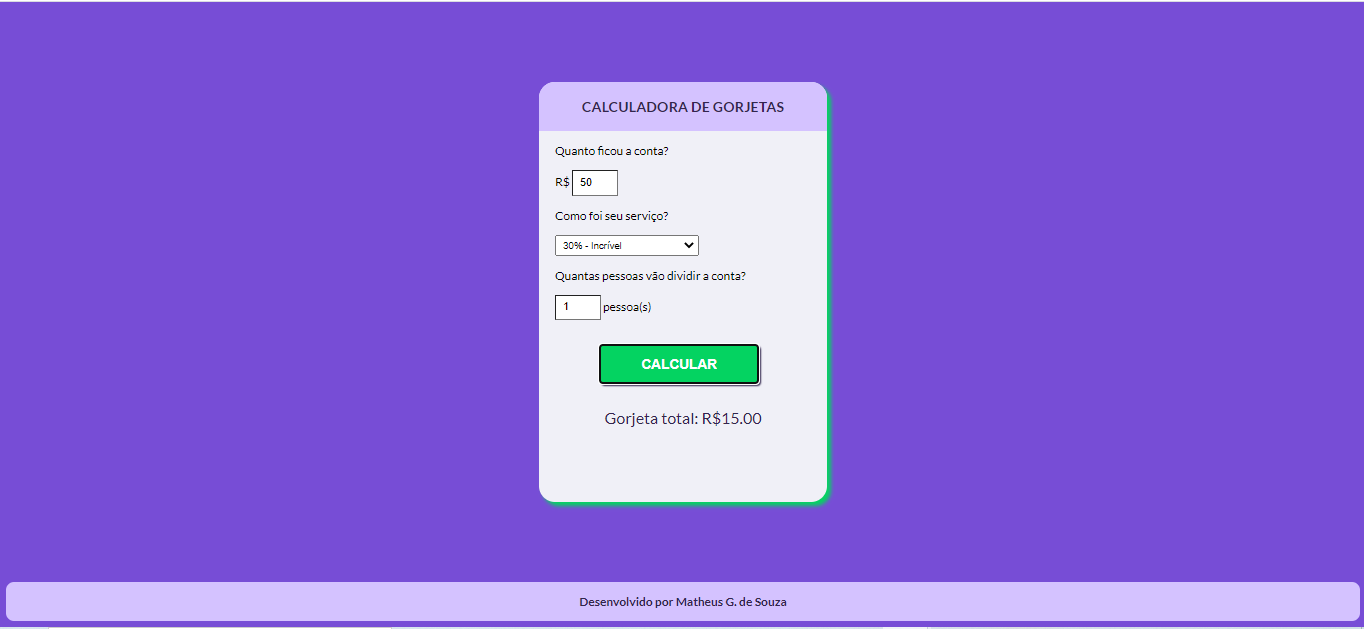 CALCULADORA DE GORJETAS
Quanto ficou a conta?
R$ 50
Como foi seu serviço?
30% - Incrível
Quantas pessoas vão dividir a conta?
1 pessoa(s)
CALCULAR
Gorjeta total: R$15.00
Desenvolvido por Matheus G. de Souza